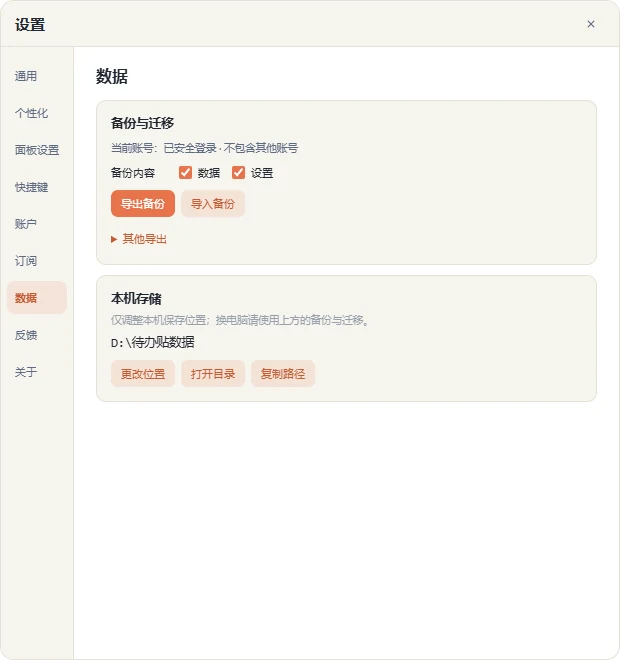 设置
×
通用
个性化
面板设置
快捷键
账户
订阅
数据
反馈
关于
数据
备份与迁移
当前账号：已安全登录 · 不包含其他账号
备份内容 数据 设置
导出备份 导入备份
▶ 其他导出
本机存储
仅调整本机保存位置；换电脑请使用上方的备份与迁移。
D:\待办贴数据
更改位置 打开目录 复制路径